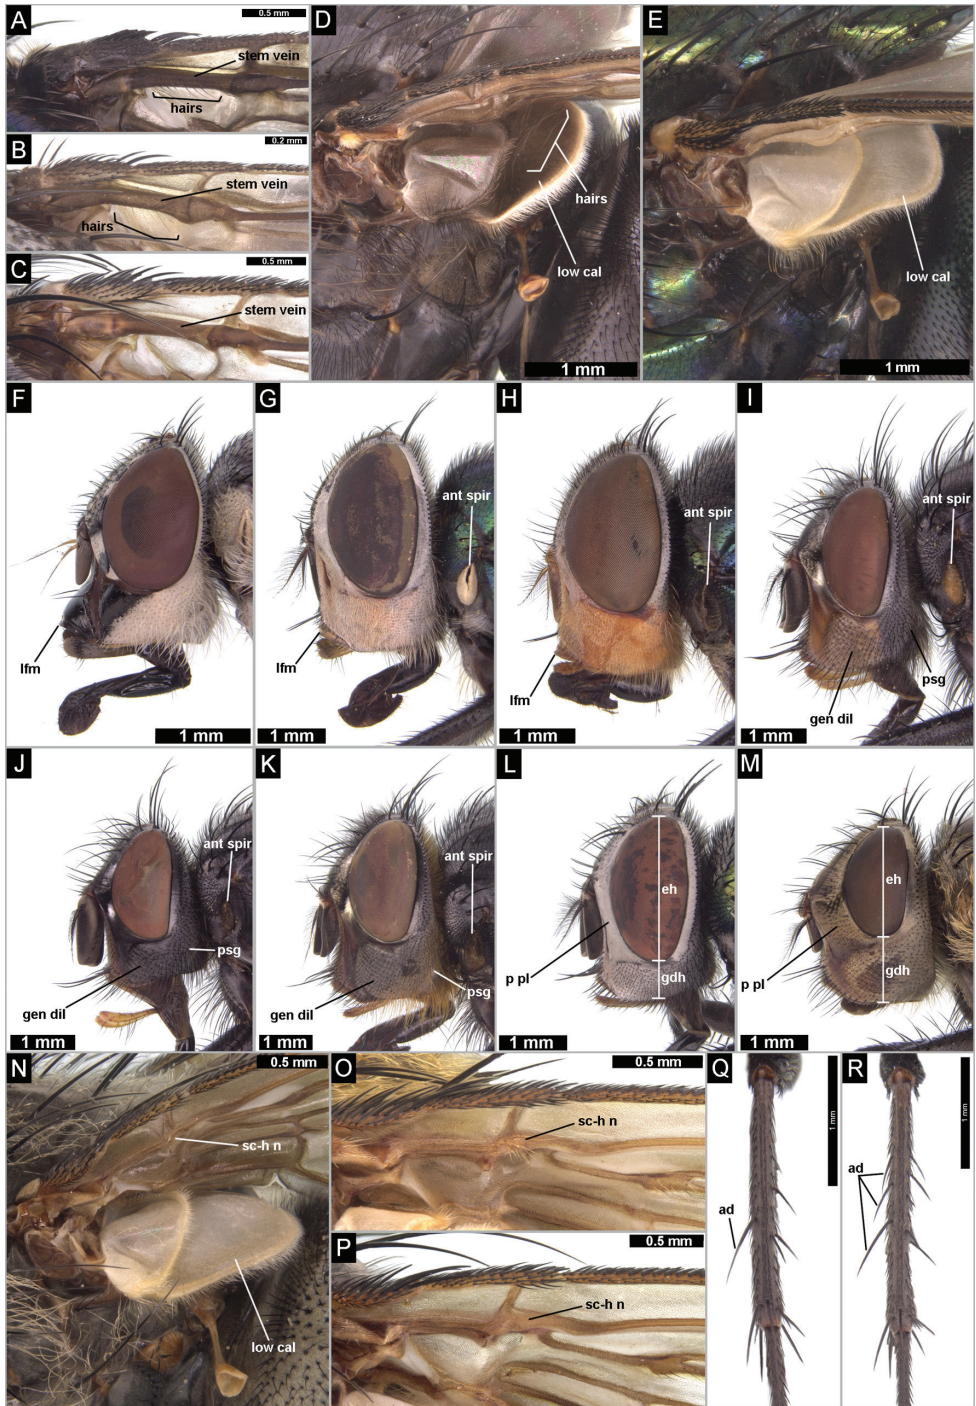 A
0.5 mm
stem vein
hairs
B
0.2 mm
stem vein
hairs
C
0.5 mm
stem vein
D
hairs
low cal
1 mm
E
low cal
1 mm
F
lfm
1 mm
G
ant spir
lfm
1 mm
H
ant spir
lfm
1 mm
I
ant spir
psg
gen dil
1 mm
J
ant spir
psg
gen dil
1 mm
K
ant spir
psg
gen dil
1 mm
L
eh
p pl
gdh
1 mm
M
eh
p pl
gdh
1 mm
N
0.5 mm
sc-h n
low cal
O
0.5 mm
sc-h n
P
0.5 mm
sc-h n
Q
1 mm
ad
R
1 mm
ad